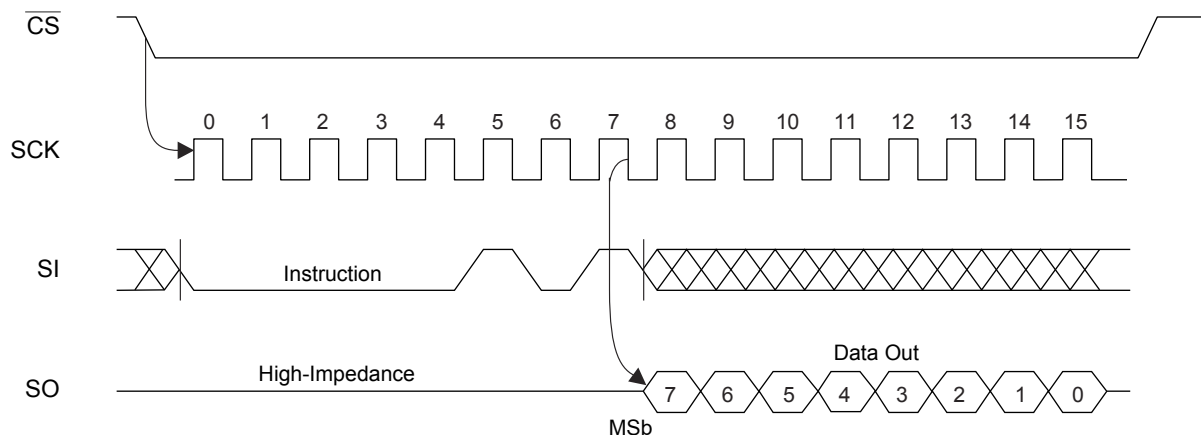 CS
0 1 2 3 4 5 6 7 8 9 10 11 12 13 14 15
SCK
SI
Instruction
Data Out
High-Impedance
SO
7 6 5 4 3 2 1 0
MSb